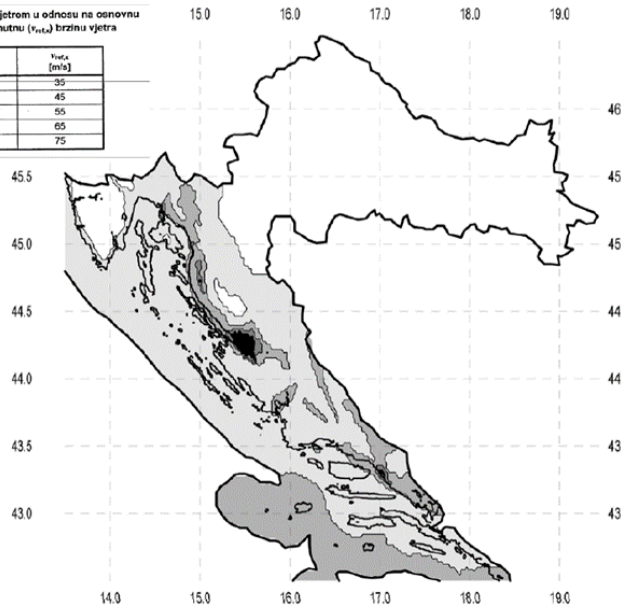 jetrom u odnosu na osnovnu
nutnu (vref,x) brzinu vjetra
vref,x
[m/s]
35
45
55
65
75
15.0 16.0 17.0 18.0 19.0
46
45.5 45
45.0 45
44.5 44
44.0 44
43.5 43
43.0 43
14.0 15.0 16.0 17.0 18.0 19.0